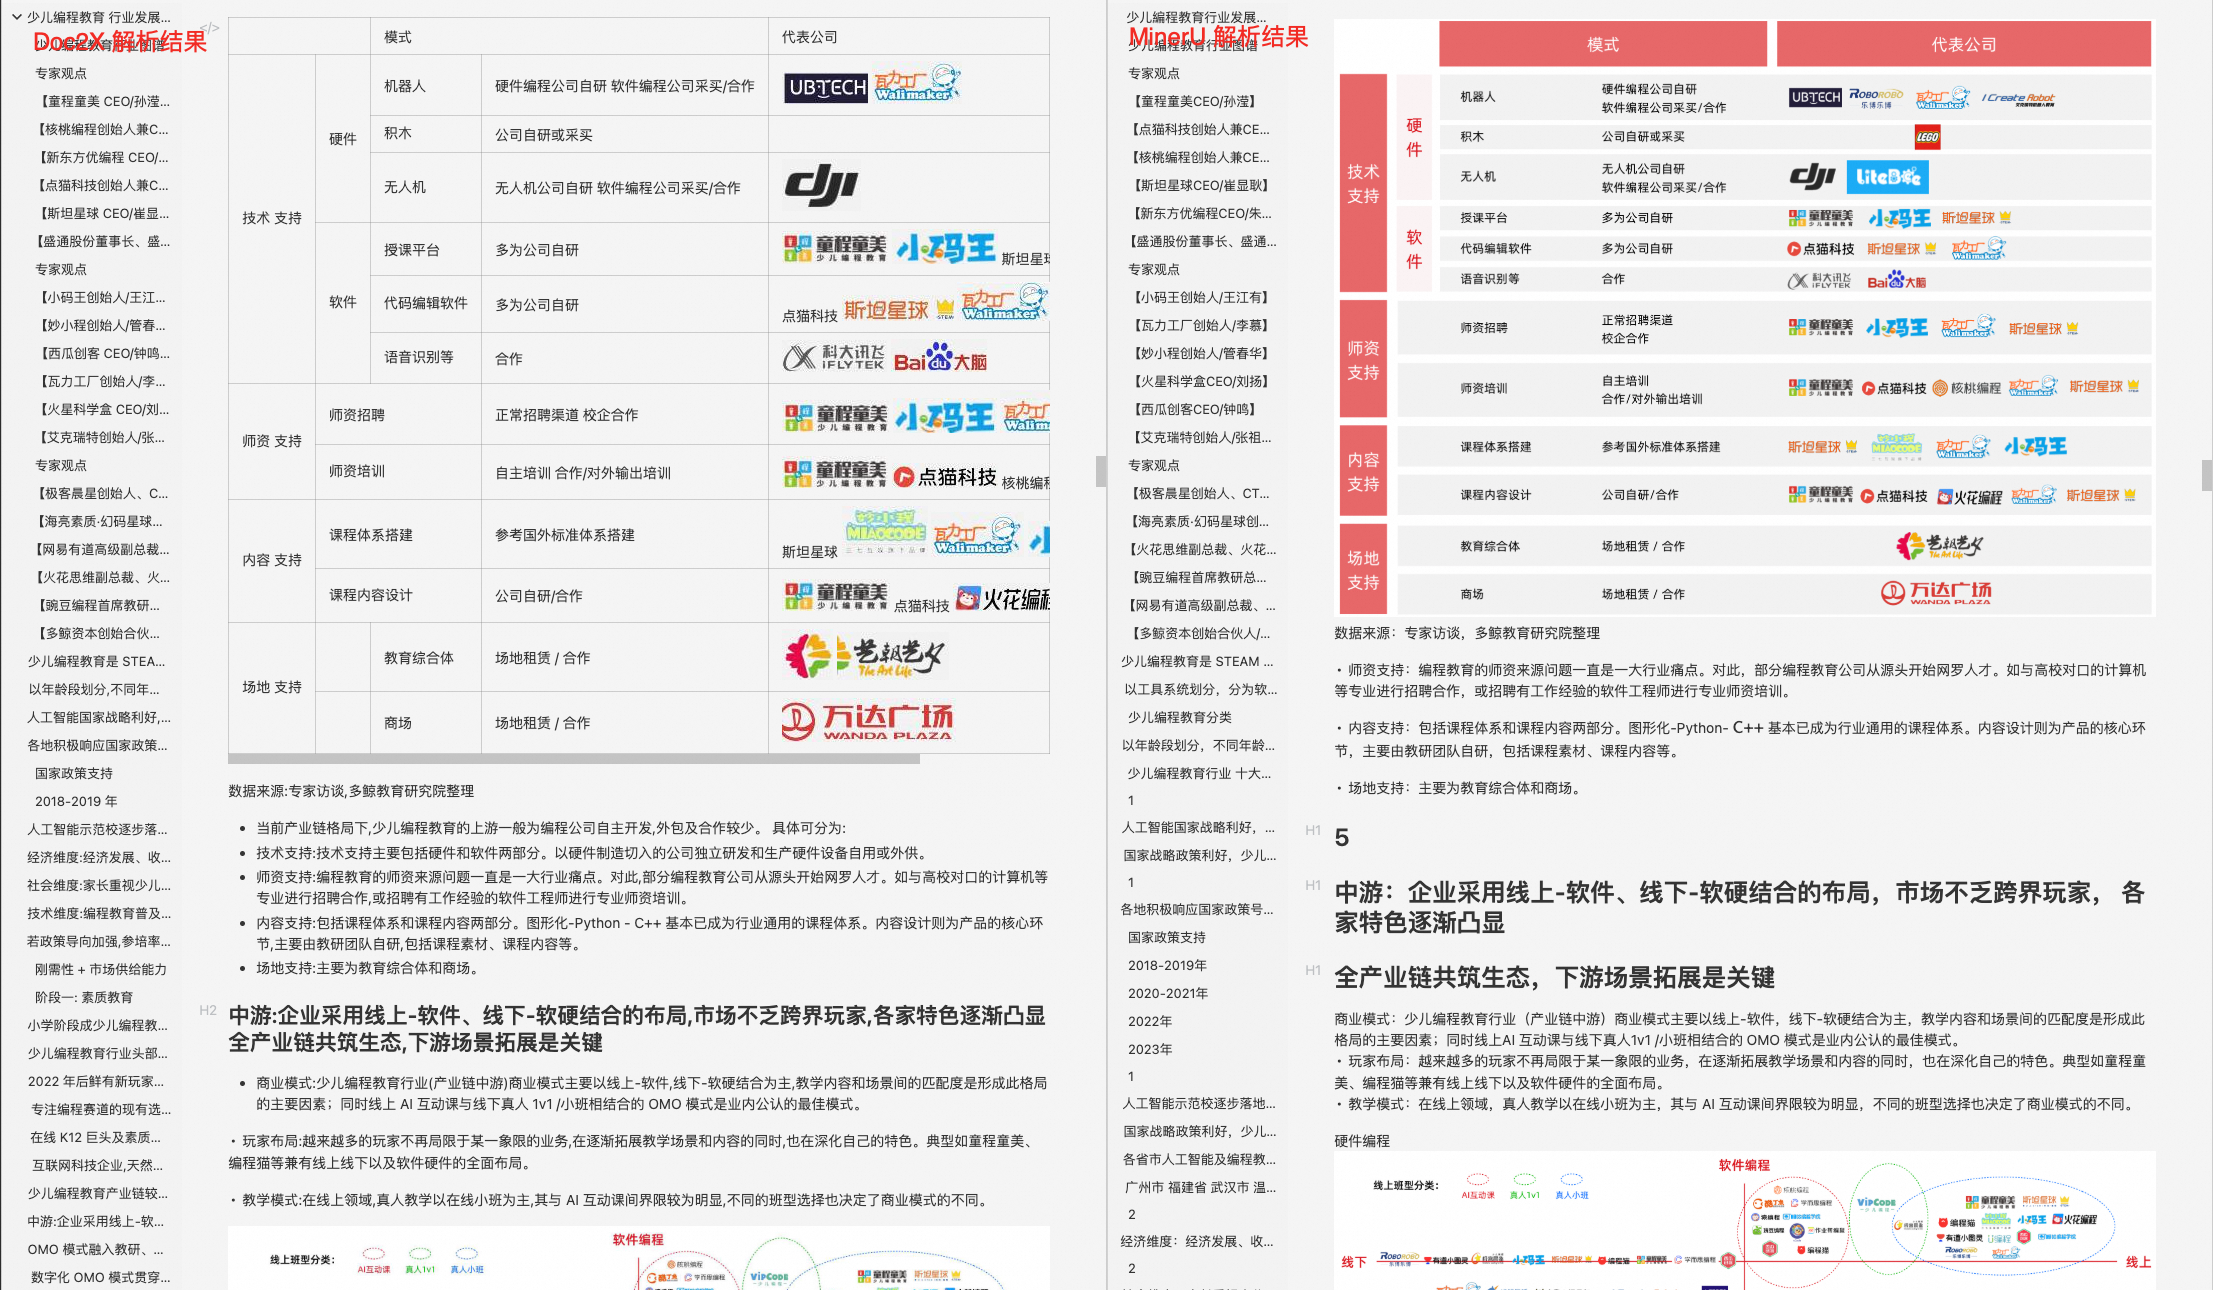 少儿编程教育 行业发展...
Doc2X 解析结果
专家观点
【童程童美 CEO/孙滢...
【核桃编程创始人兼C...
【新东方优编程 CEO/...
【点猫科技创始人兼C...
【斯坦星球 CEO/崔显...
【盛通股份董事长、盛...
专家观点
【小码王创始人/王江...
【妙小程创始人/管春...
【西瓜创客 CEO/钟鸣...
【瓦力工厂创始人/李...
【火星科学盒 CEO/刘...
【艾克瑞特创始人/张...
专家观点
【极客晨星创始人、C...
【海亮素质·幻码星球...
【网易有道高级副总裁...
【火花思维副总裁、火...
【豌豆编程首席教研...
【多鲸资本创始合伙...
少儿编程教育是 STEA...
以年龄段划分,不同年...
人工智能国家战略利好,...
各地积极响应国家政策...
国家政策支持
2018-2019 年
人工智能示范校逐步落...
经济维度:经济发展、收...
社会维度:家长重视少儿...
技术维度:编程教育普及...
若政策导向加强,参培率...
刚需性 + 市场供给能力
阶段一: 素质教育
小学阶段成少儿编程教...
少儿编程教育行业头部...
2022 年后鲜有新玩家...
专注编程赛道的现有选...
在线 K12 巨头及素质...
互联网科技企业,天然...
少儿编程教育产业链较...
中游:企业采用线上-软...
OMO 模式融入教研、...
数字化 OMO 模式贯穿...
</>
模式 代表公司
技术 支持 硬件 机器人 硬件编程公司自研 软件编程公司采买/合作 UBTECH 瓦力工厂 Walimaker
积木 公司自研或采买
无人机 无人机公司自研 软件编程公司采买/合作 dji
软件 授课平台 多为公司自研 童程童美 少儿编程教育 小码王 斯坦星球
代码编辑软件 多为公司自研 点猫科技 斯坦星球 STEM 瓦力工厂 Walimaker
语音识别等 合作 科大讯飞 iFLYTEK Baidu大脑
师资 支持 师资招聘 正常招聘渠道 校企合作 童程童美 少儿编程教育 小码王 瓦力工厂
师资培训 自主培训 合作/对外输出培训 童程童美 少儿编程教育 点猫科技 核桃编程
内容 支持 课程体系搭建 参考国外标准体系搭建 斯坦星球 妙小程 MIAOCODE 瓦力工厂 Walimaker 小
课程内容设计 公司自研/合作 童程童美 少儿编程教育 点猫科技 火花编程
场地 支持 教育综合体 场地租赁 / 合作 艺朝艺夕 The Art Life
商场 场地租赁 / 合作 万达广场 WANDA PLAZA
数据来源:专家访谈,多鲸教育研究院整理
• 当前产业链格局下,少儿编程教育的上游一般为编程公司自主开发,外包及合作较少。 具体可分为:
• 技术支持:技术支持主要包括硬件和软件两部分。以硬件制造切入的公司独立研发和生产硬件设备自用或外供。
• 师资支持:编程教育的师资来源问题一直是一大行业痛点。对此,部分编程教育公司从源头开始网罗人才。如与高校对口的计算机等
专业进行招聘合作,或招聘有工作经验的软件工程师进行专业师资培训。
• 内容支持:包括课程体系和课程内容两部分。图形化-Python - C++ 基本已成为行业通用的课程体系。内容设计则为产品的核心环
节,主要由教研团队自研,包括课程素材、课程内容等。
• 场地支持:主要为教育综合体和商场。
H2
中游:企业采用线上-软件、线下-软硬结合的布局,市场不乏跨界玩家,各家特色逐渐凸显
全产业链共筑生态,下游场景拓展是关键
• 商业模式:少儿编程教育行业(产业链中游)商业模式主要以线上-软件,线下-软硬结合为主,教学内容和场景间的匹配度是形成此格局
的主要因素；同时线上 AI 互动课与线下真人 1v1 /小班相结合的 OMO 模式是业内公认的最佳模式。
• 玩家布局:越来越多的玩家不再局限于某一象限的业务,在逐渐拓展教学场景和内容的同时,也在深化自己的特色。典型如童程童美、
编程猫等兼有线上线下以及软件硬件的全面布局。
• 教学模式:在线上领域,真人教学以在线小班为主,其与 AI 互动课间界限较为明显,不同的班型选择也决定了商业模式的不同。
软件编程
线上班型分类: AI互动课 真人1v1 真人小班
核桃编程
学而思编程 VIPCODE 童程童美 斯坦星球
少儿编程教育行业发展...
MinerU 解析结果
少儿编程教育行业图谱
专家观点
【童程童美CEO/孙滢】
【点猫科技创始人兼CE...
【核桃编程创始人兼CE...
【斯坦星球CEO/崔显耿】
【新东方优编程CEO/朱...
【盛通股份董事长、盛通...
专家观点
【小码王创始人/王江有】
【瓦力工厂创始人/李慕】
【妙小程创始人/管春华】
【火星科学盒CEO/刘扬】
【西瓜创客CEO/钟鸣】
【艾克瑞特创始人/张祖...
专家观点
【极客晨星创始人、CT...
【海亮素质·幻码星球创...
【火花思维副总裁、火花...
【豌豆编程首席教研总...
【网易有道高级副总裁、...
【多鲸资本创始合伙人/...
少儿编程教育是 STEAM ...
以工具系统划分，分为软...
少儿编程教育分类
以年龄段划分，不同年龄...
少儿编程教育行业 十大...
1
人工智能国家战略利好，...
国家战略政策利好，少儿...
1
各地积极响应国家政策号...
国家政策支持
2018-2019年
2020-2021年
2022年
2023年
1
人工智能示范校逐步落地...
国家战略政策利好，少儿...
各省市人工智能及编程教...
广州市 福建省 武汉市 温...
2
经济维度：经济发展、收...
2
模式 代表公司
技术支持 硬件 机器人 硬件编程公司自研 软件编程公司采买/合作 UBTECH ROBOROBO 乐博乐博 瓦力工厂 Walimaker I Create Robot
积木 公司自研或采买 LEGO
无人机 无人机公司自研 软件编程公司采买/合作 dji LiteBee
软件 授课平台 多为公司自研 童程童美 小码王 斯坦星球
代码编辑软件 多为公司自研 点猫科技 斯坦星球 瓦力工厂 Walimaker
语音识别等 合作 科大讯飞 iFLYTEK Baidu大脑
师资支持 师资招聘 正常招聘渠道 校企合作 童程童美 小码王 瓦力工厂 Walimaker 斯坦星球
师资培训 自主培训 合作/对外输出培训 童程童美 点猫科技 核桃编程 瓦力工厂 Walimaker 斯坦星球
内容支持 课程体系搭建 参考国外标准体系搭建 斯坦星球 妙小程 MIAOCODE 瓦力工厂 Walimaker 小码王
课程内容设计 公司自研/合作 童程童美 点猫科技 火花编程 瓦力工厂 Walimaker 斯坦星球
场地支持 教育综合体 场地租赁 / 合作 艺朝艺夕 The Art Life
商场 场地租赁 / 合作 万达广场 WANDA PLAZA
数据来源：专家访谈，多鲸教育研究院整理
• 师资支持：编程教育的师资来源问题一直是一大行业痛点。对此，部分编程教育公司从源头开始网罗人才。如与高校对口的计算机
等专业进行招聘合作，或招聘有工作经验的软件工程师进行专业师资培训。
• 内容支持：包括课程体系和课程内容两部分。图形化-Python- C++ 基本已成为行业通用的课程体系。内容设计则为产品的核心环
节，主要由教研团队自研，包括课程素材、课程内容等。
• 场地支持：主要为教育综合体和商场。
H1
5
H1
中游：企业采用线上-软件、线下-软硬结合的布局，市场不乏跨界玩家， 各
家特色逐渐凸显
H1
全产业链共筑生态，下游场景拓展是关键
商业模式：少儿编程教育行业（产业链中游）商业模式主要以线上-软件，线下-软硬结合为主，教学内容和场景间的匹配度是形成此
格局的主要因素；同时线上AI 互动课与线下真人1v1 /小班相结合的 OMO 模式是业内公认的最佳模式。
• 玩家布局：越来越多的玩家不再局限于某一象限的业务，在逐渐拓展教学场景和内容的同时，也在深化自己的特色。典型如童程童
美、编程猫等兼有线上线下以及软件硬件的全面布局。
• 教学模式：在线上领域，真人教学以在线小班为主，其与 AI 互动课间界限较为明显，不同的班型选择也决定了商业模式的不同。
硬件编程
软件编程
线上班型分类: AI互动课 真人1v1 真人小班
核桃编程
学而思编程 VIPCODE 童程童美 斯坦星球
编程猫 小码王 火花编程
有道小图灵
编程猫 ROBOROBO
线下 ROBOROBO 有道小图灵 小码王 斯坦星球 编程猫 学而思编程 线上